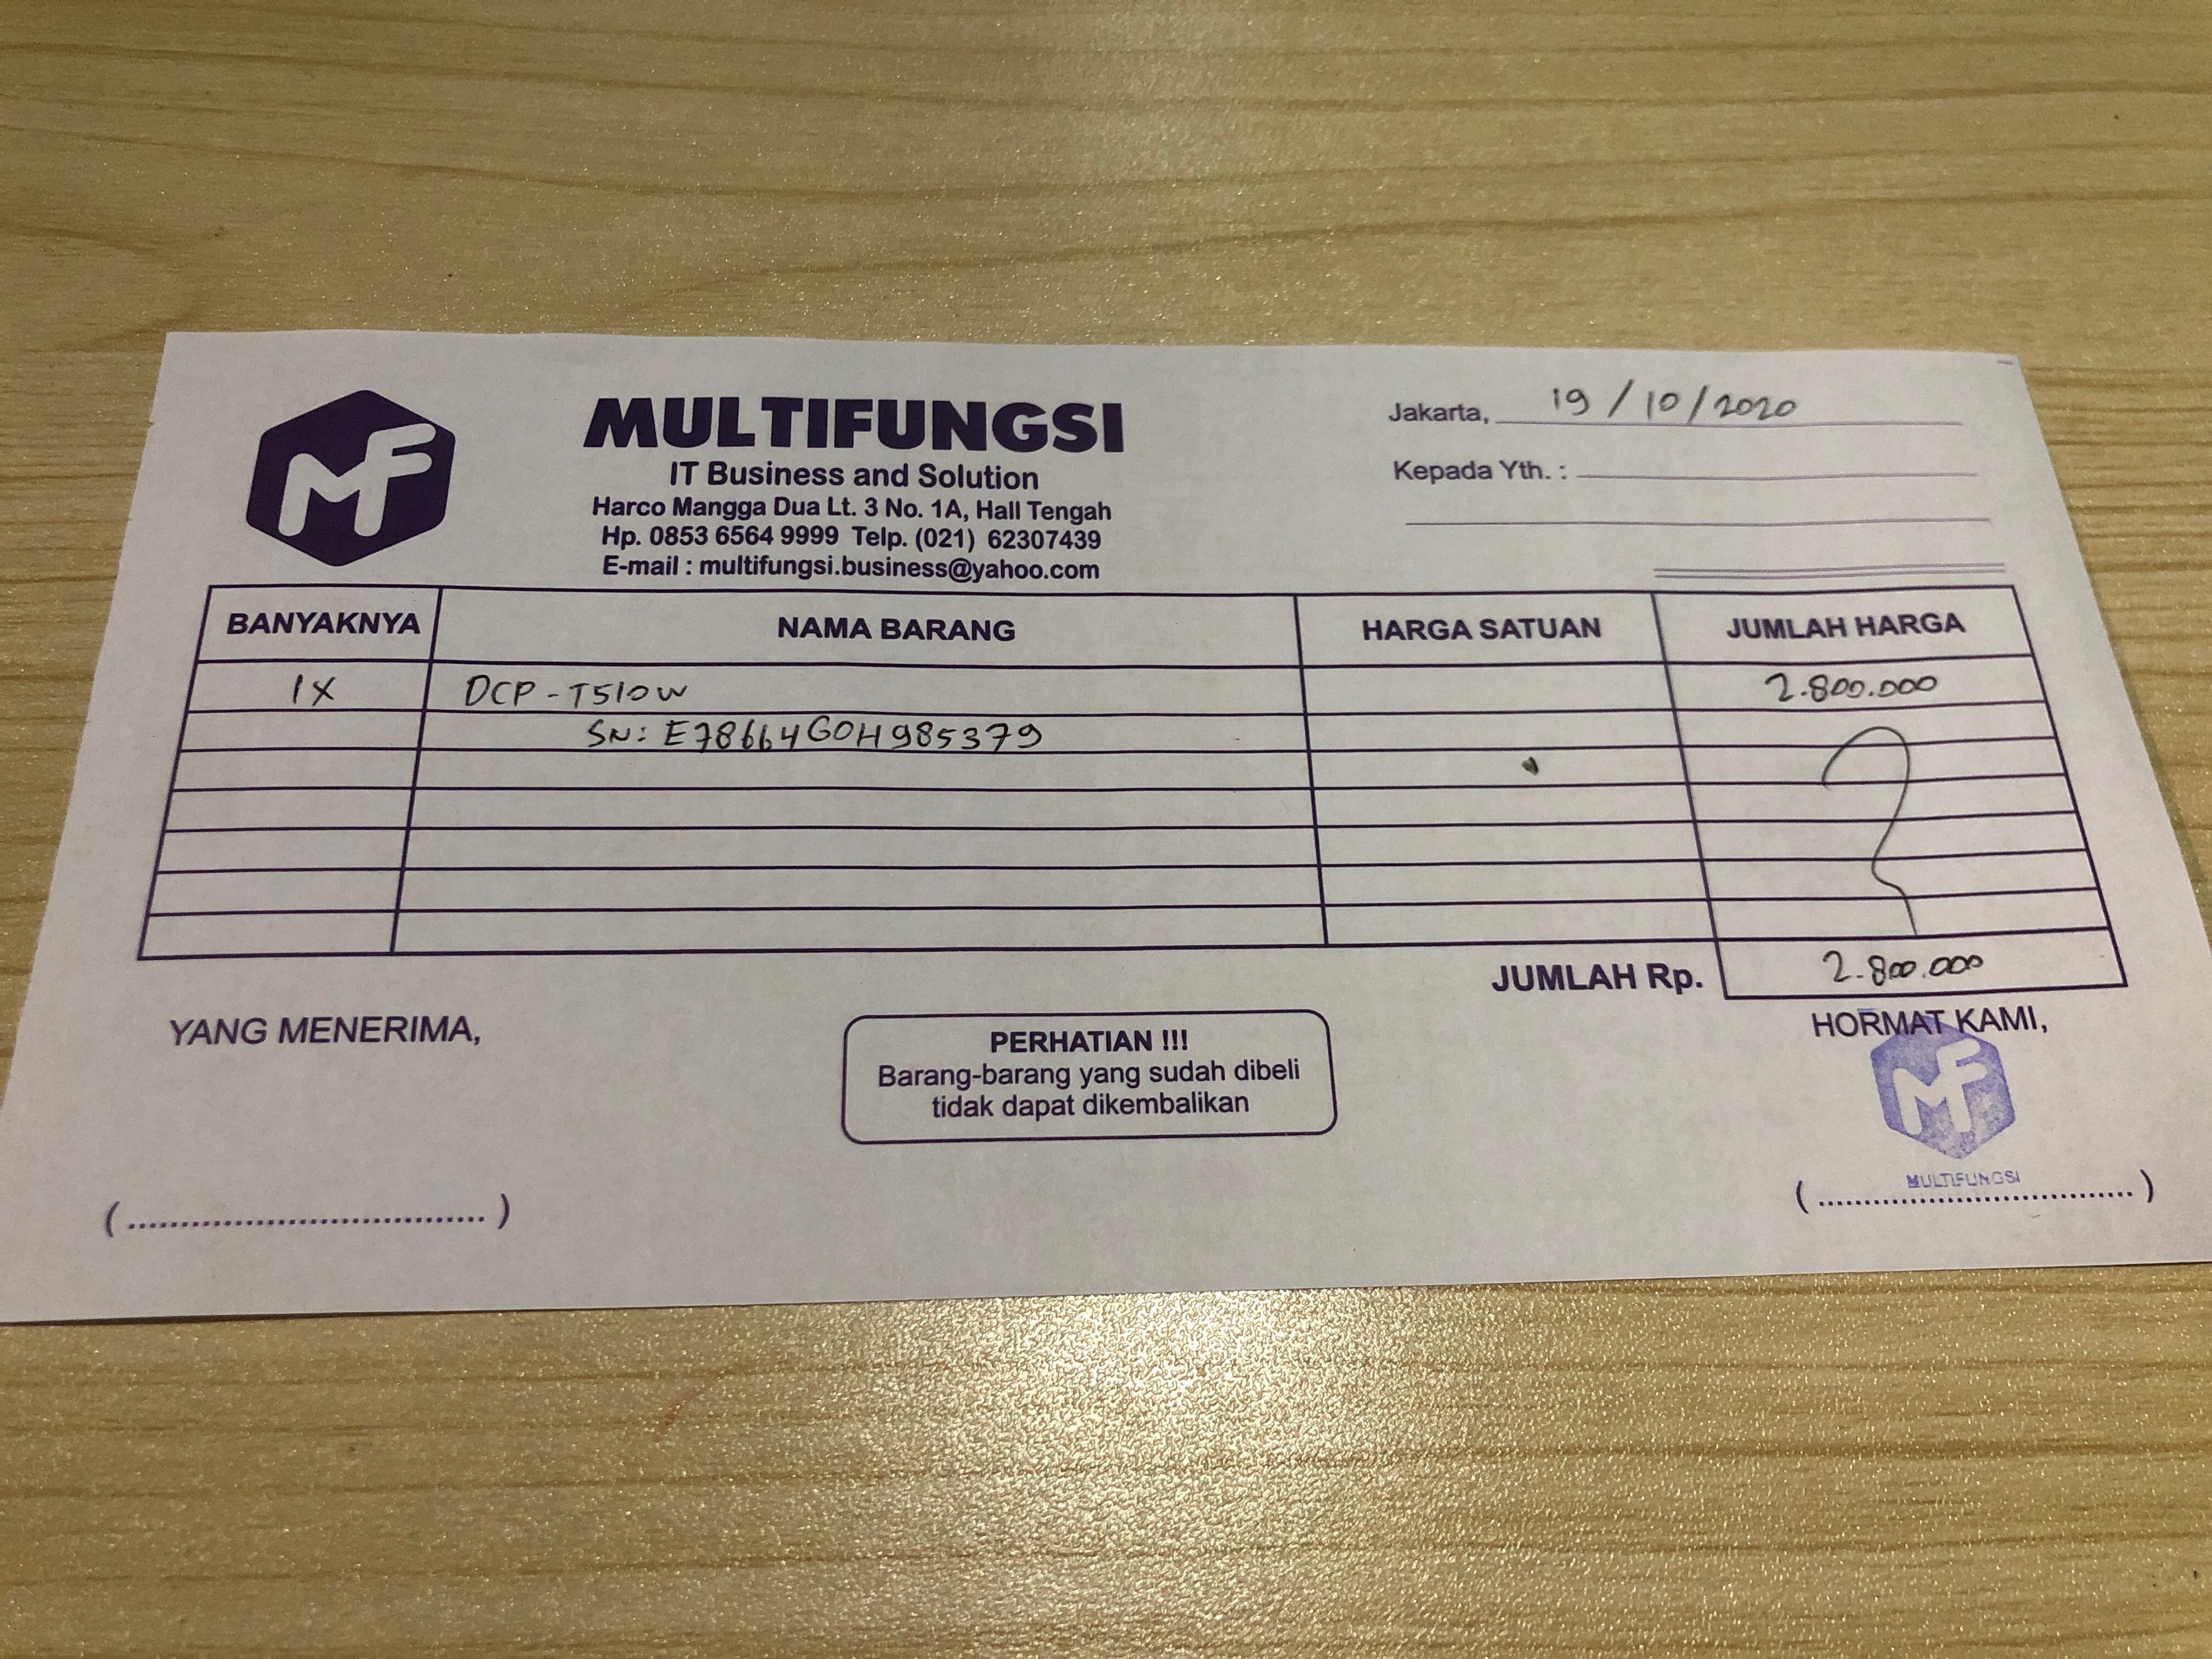 MF
MULTIFUNGSI
IT Business and Solution
Harco Mangga Dua Lt. 3 No. 1A, Hall Tengah
Hp. 0853 6564 9999 Telp. (021) 62307439
E-mail : multifungsi.business@yahoo.com
Jakarta, 19/10/2020
Kepada Yth. :
BANYAKNYA NAMA BARANG HARGA SATUAN JUMLAH HARGA
1X DCP-T510W 2.800.000
SN: E78664G0H985379
JUMLAH Rp. 2.800.000
YANG MENERIMA,
PERHATIAN !!!
Barang-barang yang sudah dibeli
tidak dapat dikembalikan
HORMAT KAMI,
MF
MULTIFUNGSI
(....................................)
(....................................)